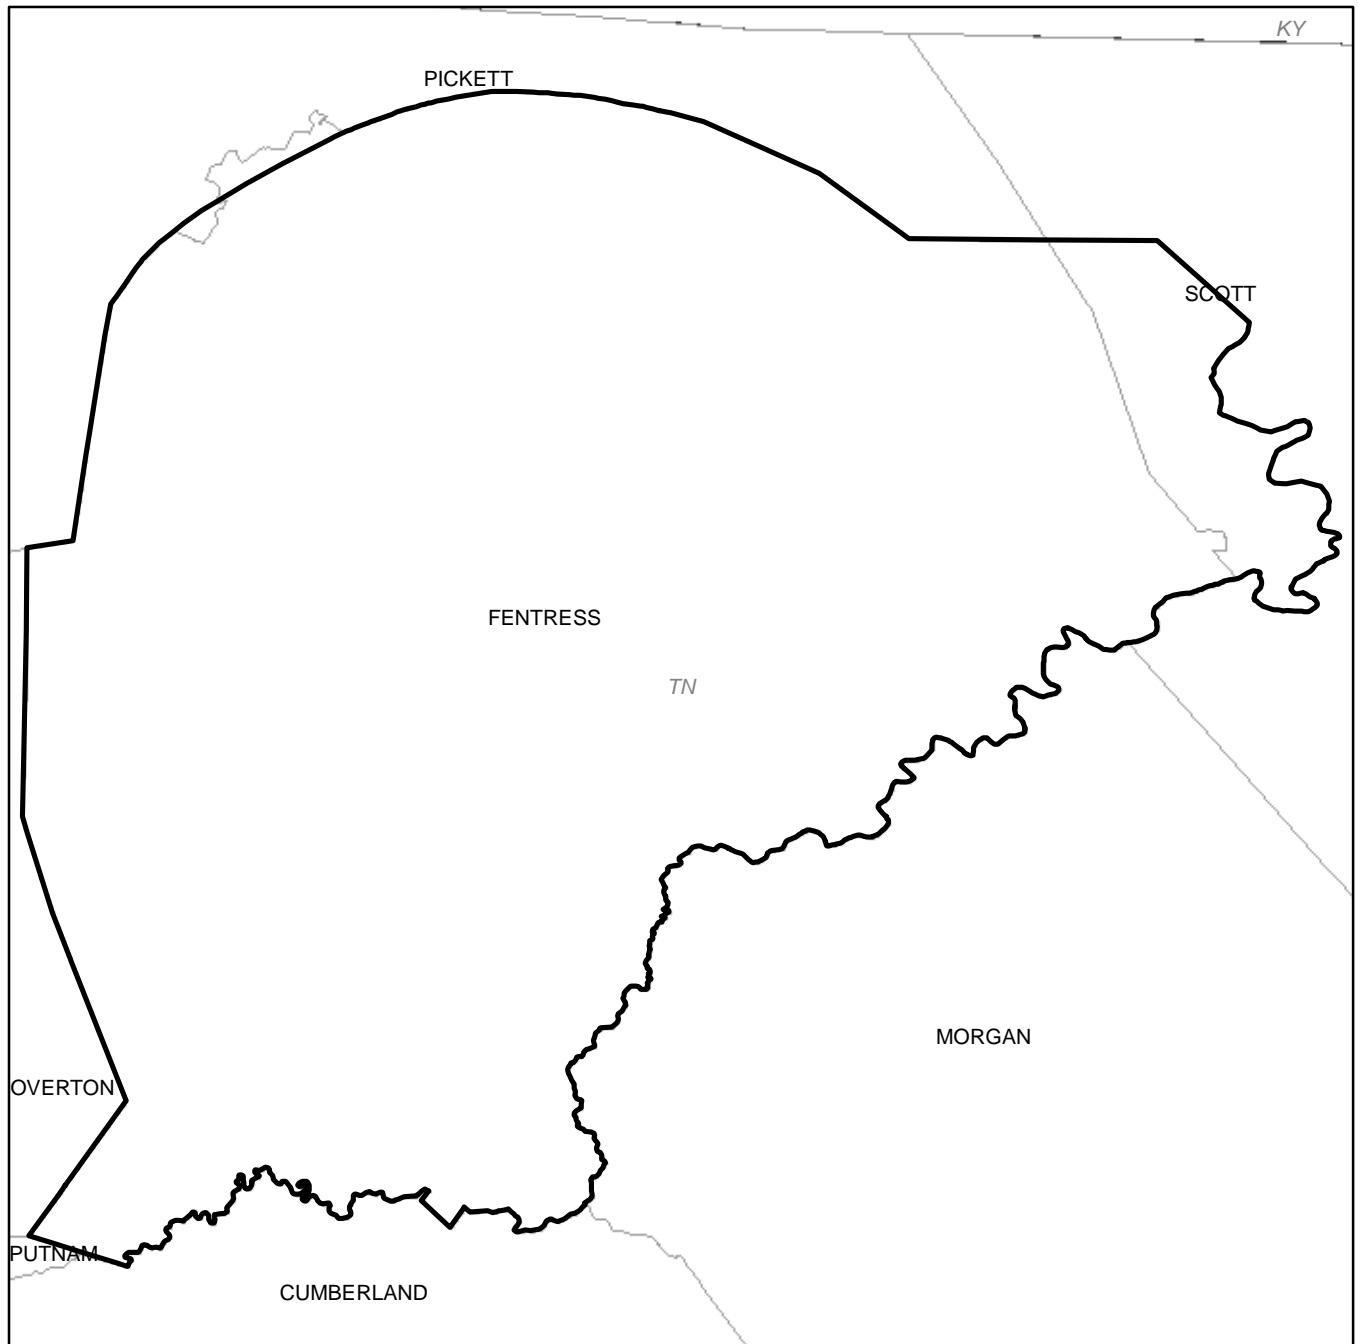 KY
PICKETT
SCOTT
FENTRESS
TN
MORGAN
OVERTON
PUTNAM
CUMBERLAND